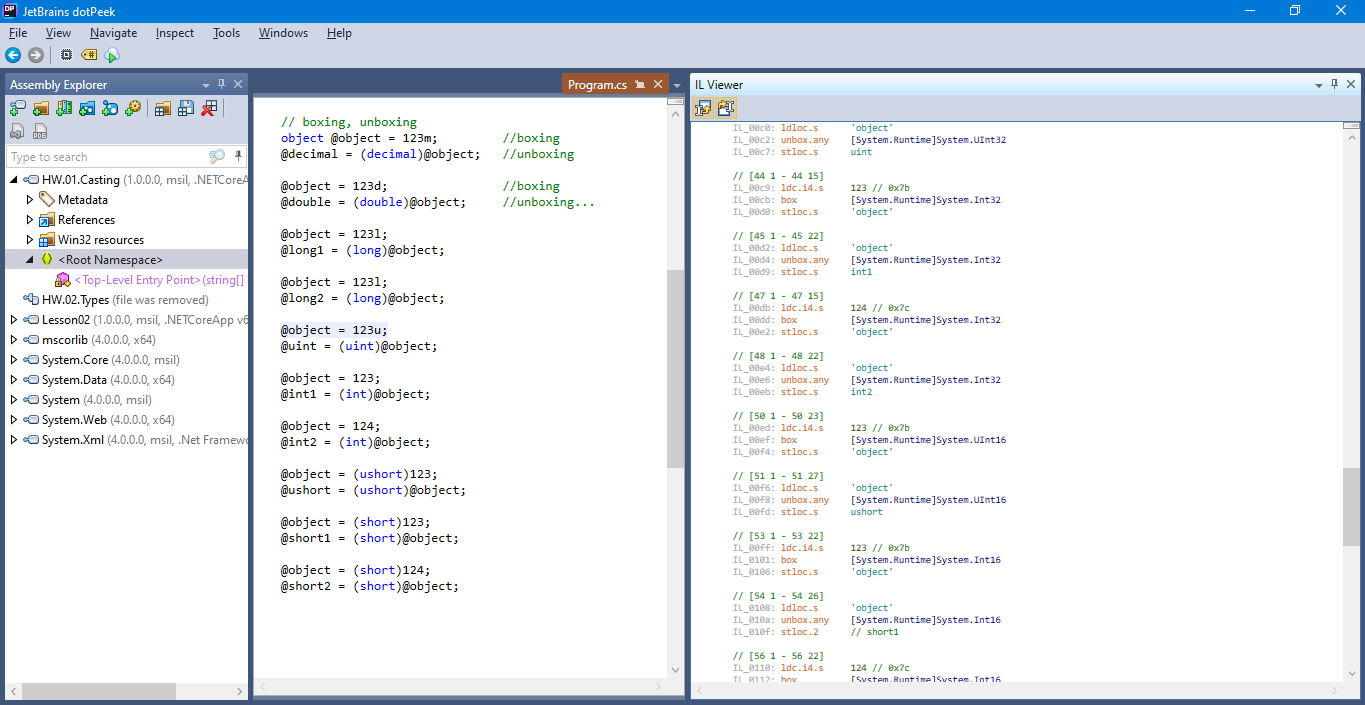 JetBrains dotPeek
File View Navigate Inspect Tools Windows Help
Assembly Explorer
Type to search
HW.01.Casting (1.0.0.0, msil, .NETCoreA
Metadata
References
Win32 resources
<Root Namespace>
<Top-Level Entry Point>(string[]
HW.02.Types (file was removed)
Lesson02 (1.0.0.0, msil, .NETCoreApp v6
mscorlib (4.0.0.0, x64)
System.Core (4.0.0.0, msil)
System.Data (4.0.0.0, x64)
System (4.0.0.0, msil)
System.Web (4.0.0.0, x64)
System.Xml (4.0.0.0, msil, .Net Framewo
Program.cs
// boxing, unboxing
object @object = 123m; //boxing
@decimal = (decimal)@object; //unboxing
@object = 123d; //boxing
@double = (double)@object; //unboxing...
@object = 123l;
@long1 = (long)@object;
@object = 123l;
@long2 = (long)@object;
@object = 123u;
@uint = (uint)@object;
@object = 123;
@int1 = (int)@object;
@object = 124;
@int2 = (int)@object;
@object = (ushort)123;
@ushort = (ushort)@object;
@object = (short)123;
@short1 = (short)@object;
@object = (short)124;
@short2 = (short)@object;
IL Viewer
IL_00c0: ldloc.s 'object'
IL_00c2: unbox.any [System.Runtime]System.UInt32
IL_00c7: stloc.s uint
// [44 1 - 44 15]
IL_00c9: ldc.i4.s 123 // 0x7b
IL_00cb: box [System.Runtime]System.Int32
IL_00d0: stloc.s 'object'
// [45 1 - 45 22]
IL_00d2: ldloc.s 'object'
IL_00d4: unbox.any [System.Runtime]System.Int32
IL_00d9: stloc.s int1
// [47 1 - 47 15]
IL_00db: ldc.i4.s 124 // 0x7c
IL_00dd: box [System.Runtime]System.Int32
IL_00e2: stloc.s 'object'
// [48 1 - 48 22]
IL_00e4: ldloc.s 'object'
IL_00e6: unbox.any [System.Runtime]System.Int32
IL_00eb: stloc.s int2
// [50 1 - 50 23]
IL_00ed: ldc.i4.s 123 // 0x7b
IL_00ef: box [System.Runtime]System.UInt16
IL_00f4: stloc.s 'object'
// [51 1 - 51 27]
IL_00f6: ldloc.s 'object'
IL_00f8: unbox.any [System.Runtime]System.UInt16
IL_00fd: stloc.s ushort
// [53 1 - 53 22]
IL_00ff: ldc.i4.s 123 // 0x7b
IL_0101: box [System.Runtime]System.Int16
IL_0106: stloc.s 'object'
// [54 1 - 54 26]
IL_0108: ldloc.s 'object'
IL_010a: unbox.any [System.Runtime]System.Int16
IL_010f: stloc.2 // short1
// [56 1 - 56 22]
IL_0110: ldc.i4.s 124 // 0x7c
IL_0112: box [System.Runtime]System.Int16